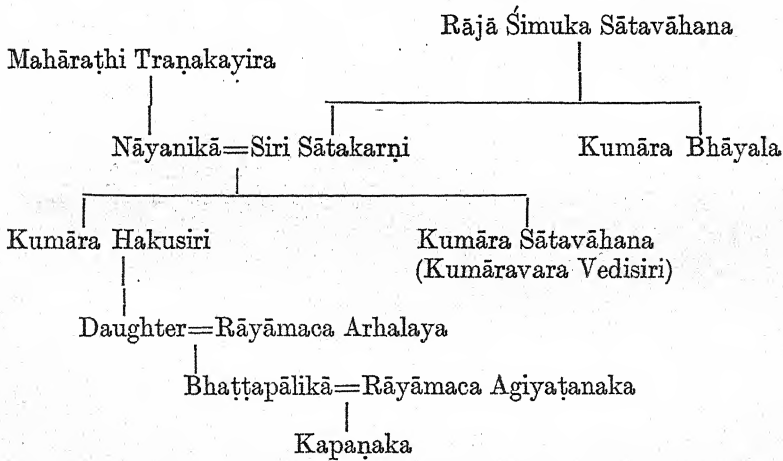 Rājā Śimuka Sātavāhana
Mahāraṭhi Traṇakayira
Nāyanikā=Siri Sātakarṇi Kumāra Bhāyala
Kumāra Hakusiri Kumāra Sātavāhana
(Kumāravara Vedisiri)
Daughter=Rāyāmaca Arhalaya
Bhaṭṭapālikā=Rāyāmaca Agiyaṭanaka
Kapaṇaka